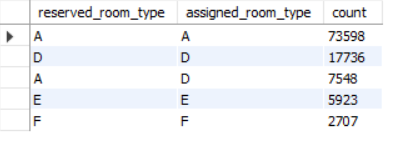 reserved_room_type assigned_room_type count
A A 73598
D D 17736
A D 7548
E E 5923
F F 2707